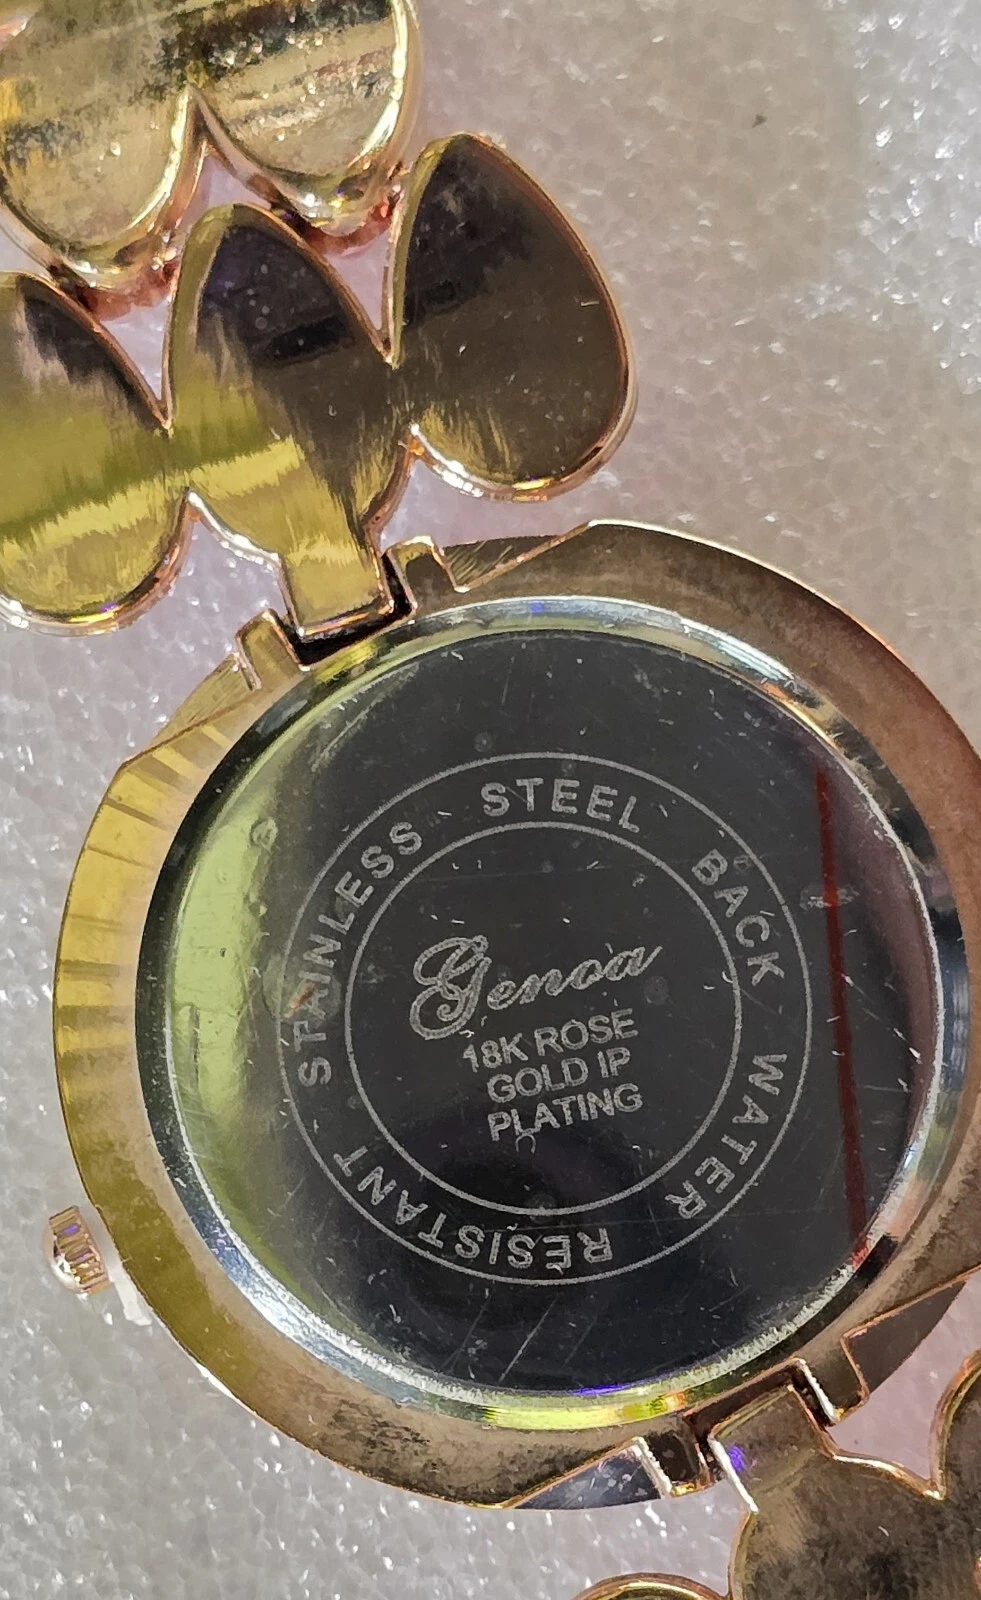 STAINLESS STEEL BACK WATER RESISTANT
Genoa
18K ROSE
GOLD IP
PLATING